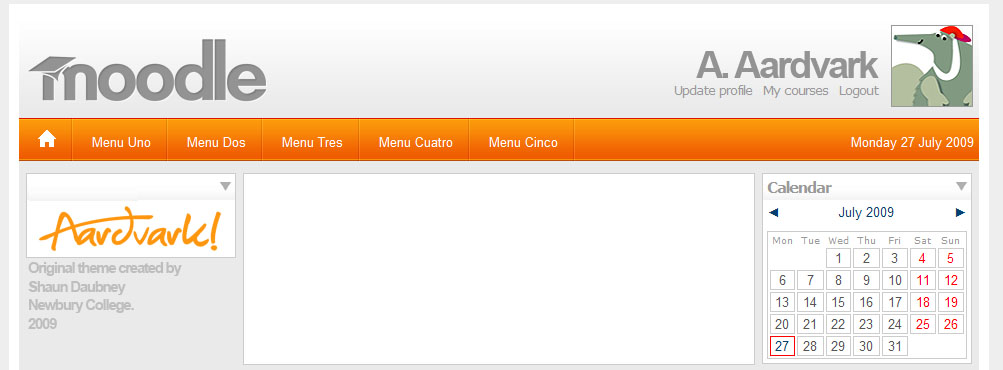 moodle
A. Aardvark
Update profile My courses Logout
Menu Uno Menu Dos Menu Tres Menu Cuatro Menu Cinco Monday 27 July 2009
Aardvark!
Original theme created by
Shaun Daubney
Newbury College.
2009
Calendar
July 2009
Mon Tue Wed Thu Fri Sat Sun
1 2 3 4 5
6 7 8 9 10 11 12
13 14 15 16 17 18 19
20 21 22 23 24 25 26
27 28 29 30 31